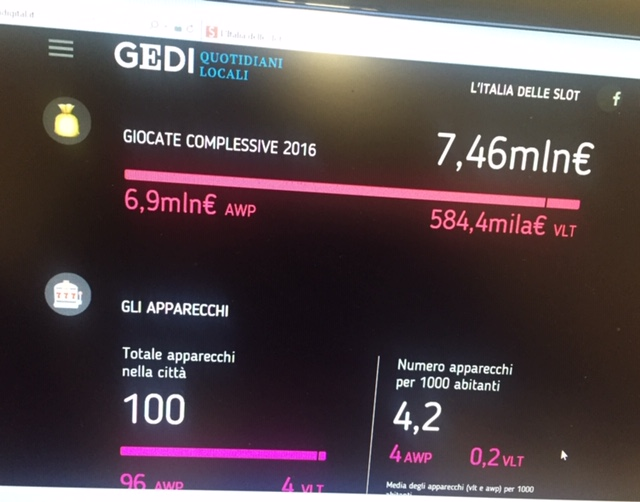 GEDI QUOTIDIANI
LOCALI
L'ITALIA DELLE SLOT
f
GIOCATE COMPLESSIVE 2016
7,46mln€
6,9mln€ AWP
584,4mila€ VLT
GLI APPARECCHI
Totale apparecchi
nella città
100
96 AWP
4 VLT
Numero apparecchi
per 1000 abitanti
4,2
4 AWP
0,2 VLT
Media degli apparecchi (vlt e awp) per 1000
abitanti